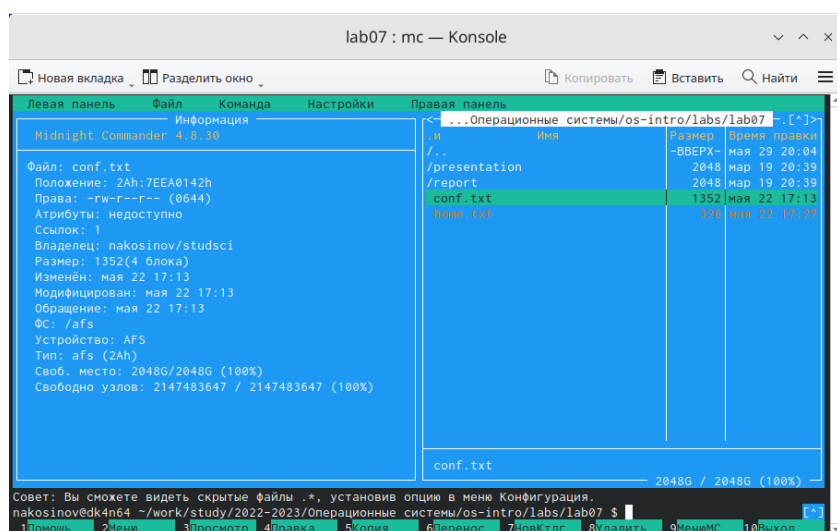 lab07 : mc — Konsole
Новая вкладка Разделить окно Копировать Вставить Найти
Левая панель Файл Команда Настройки Правая панель
Информация
Midnight Commander 4.8.30
Файл: conf.txt
Положение: 2Ah:7EEA0142h
Права: -rw-r--r-- (0644)
Атрибуты: недоступно
Ссылок: 1
Владелец: nakosinov/studsci
Размер: 1352(4 блока)
Изменён: мая 22 17:13
Модифицирован: мая 22 17:13
Обращение: мая 22 17:13
ФС: /afs
Устройство: AFS
Тип: afs (2Ah)
Своб. место: 2048G/2048G (100%)
Свободно узлов: 2147483647 / 2147483647 (100%)
<- ...Операционные системы/os-intro/labs/lab07 -.[^]>
.и Имя Размер Время правки
/.. -ВВЕРХ- мая 29 20:04
/presentation 2048 мар 19 20:39
/report 2048 мар 19 20:39
conf.txt 1352 мая 22 17:13
home.txt 326 мая 22 17:27
conf.txt
2048G / 2048G (100%)
Совет: Вы сможете видеть скрытые файлы .*, установив опцию в меню Конфигурация.
nakosinov@dk4n64 ~/work/study/2022-2023/Операционные системы/os-intro/labs/lab07 $ [^]
1Помощь 2Меню 3Просмотр 4Правка 5Копия 6Перенос 7НовКтлг 8Удалить 9МенюМС 10Выход